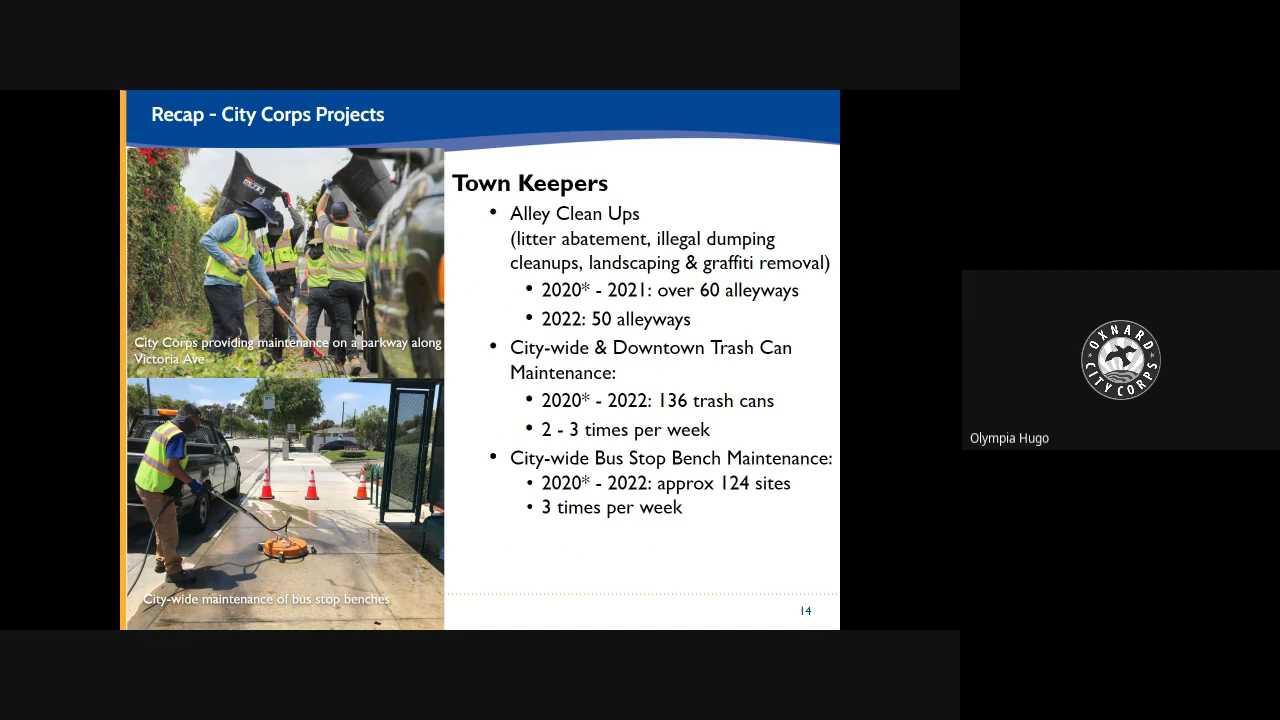 Recap - City Corps Projects
Town Keepers
• Alley Clean Ups
(litter abatement, illegal dumping
cleanups, landscaping & graffiti removal)
• 2020* - 2021: over 60 alleyways
• 2022: 50 alleyways
• City-wide & Downtown Trash Can
Maintenance:
• 2020* - 2022: 136 trash cans
• 2 - 3 times per week
• City-wide Bus Stop Bench Maintenance:
• 2020* - 2022: approx 124 sites
• 3 times per week
City Corps providing maintenance on a parkway along
Victoria Ave
City-wide maintenance of bus stop benches
14
OXNARD
CITY CORPS
Olympia Hugo